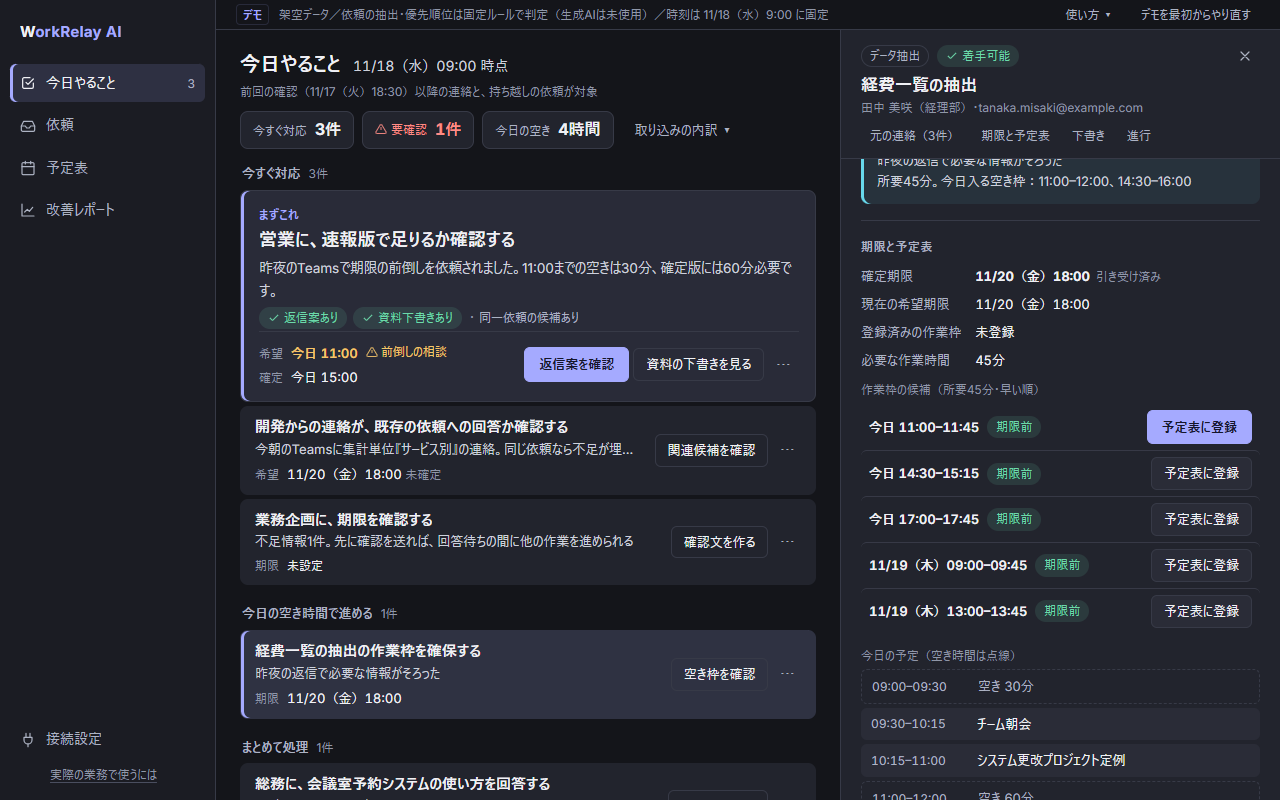 WorkRelay AI
今日やること 3
依頼
予定表
改善レポート
接続設定
実際の業務で使うには
デモ 架空データ／依頼の抽出・優先順位は固定ルールで判定（生成AIは未使用）／時刻は 11/18（水）9:00 に固定
使い方 ▼ デモを最初からやり直す
今日やること 11/18（水）09:00 時点
前回の確認（11/17（火）18:30）以降の連絡と、持ち越しの依頼が対象
今すぐ対応 3件 要確認 1件 今日の空き 4時間 取り込みの内訳 ▼
今すぐ対応 3件
まずこれ
営業に、速報版で足りるか確認する
昨夜のTeamsで期限の前倒しを依頼されました。11:00までの空きは30分、確定版には60分必要で
す。
返信案あり 資料下書きあり ・同一依頼の候補あり
希望 今日 11:00 前倒しの相談
確定 今日 15:00
返信案を確認 資料の下書きを見る …
開発からの連絡が、既存の依頼への回答か確認する
今朝のTeamsに集計単位『サービス別』の連絡。同じ依頼なら不足が埋...
希望 11/20（金）18:00 未確定
関連候補を確認 …
業務企画に、期限を確認する
不足情報1件。先に確認を送れば、回答待ちの間に他の作業を進められる
期限 未設定
確認文を作る …
今日の空き時間で進める 1件
経費一覧の抽出の作業枠を確保する
昨夜の返信で必要な情報がそろった
期限 11/20（金）18:00
空き枠を確認 …
まとめて処理 1件
総務に、会議室予約システムの使い方を回答する
データ抽出 着手可能
経費一覧の抽出
田中 美咲（経理部）・tanaka.misaki@example.com
元の連絡（3件） 期限と予定表 下書き 進行
昨夜の返信で必要な情報がそろった
所要45分。今日入る空き枠：11:00–12:00、14:30–16:00
期限と予定表
確定期限 11/20（金）18:00 引き受け済み
現在の希望期限 11/20（金）18:00
登録済みの作業枠 未登録
必要な作業時間 45分
作業枠の候補（所要45分・早い順）
今日 11:00–11:45 期限前 予定表に登録
今日 14:30–15:15 期限前 予定表に登録
今日 17:00–17:45 期限前 予定表に登録
11/19（木）09:00–09:45 期限前 予定表に登録
11/19（木）13:00–13:45 期限前 予定表に登録
今日の予定（空き時間は点線）
09:00–09:30 空き 30分
09:30–10:15 チーム朝会
10:15–11:00 システム更改プロジェクト定例
11:00–12:00 空き 60分